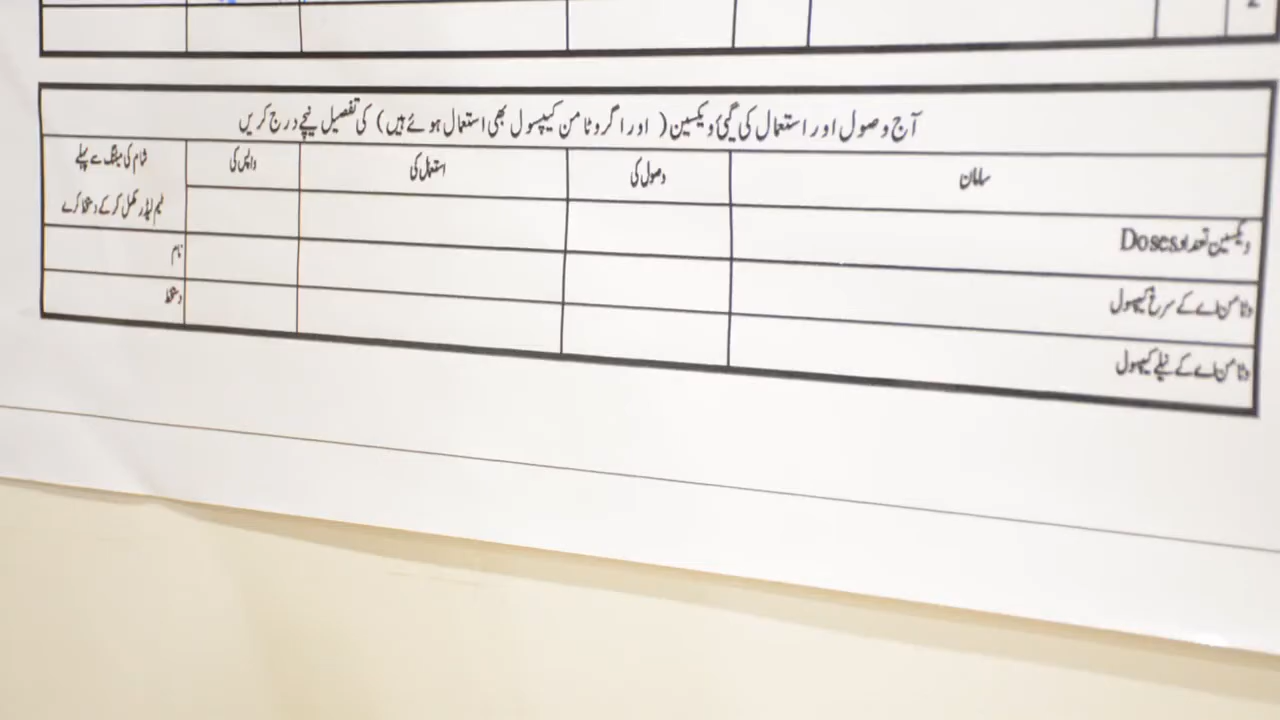 2
آج وصول اور استعمال کی گئی ویکسین ( اور اگر وٹامن کیپسول بھی استعمال ہوئے ہیں) کی تفصیل نیچے درج کریں
سامان
وصول کی
استعمال کی
واپس کی
شام کی میٹنگ سے پہلے
ٹیم لیڈر مکمل کر کے دستخط کرے
ویکسین تعداد Doses
نام
وٹامن اے کے سرخ کیپسول
دستخط
وٹامن اے کے نیلے کیپسول